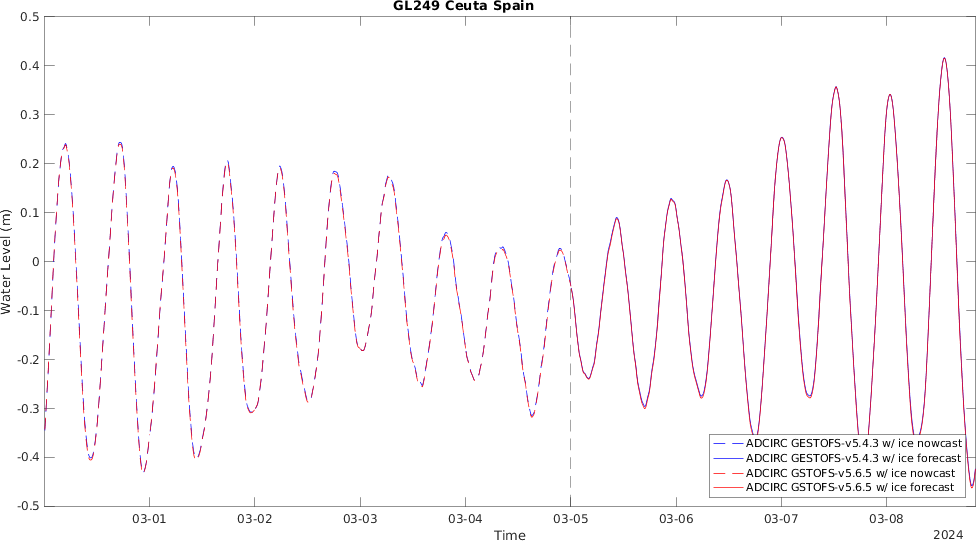 GL249 Ceuta Spain
0.5
0.4
0.3
0.2
0.1
0
-0.1
-0.2
-0.3
-0.4
-0.5
Water Level (m)
ADCIRC GESTOFS-v5.4.3 w/ ice nowcast
ADCIRC GESTOFS-v5.4.3 w/ ice forecast
ADCIRC GSTOFS-v5.6.5 w/ ice nowcast
ADCIRC GSTOFS-v5.6.5 w/ ice forecast
03-01 03-02 03-03 03-04 03-05 03-06 03-07 03-08
Time
2024